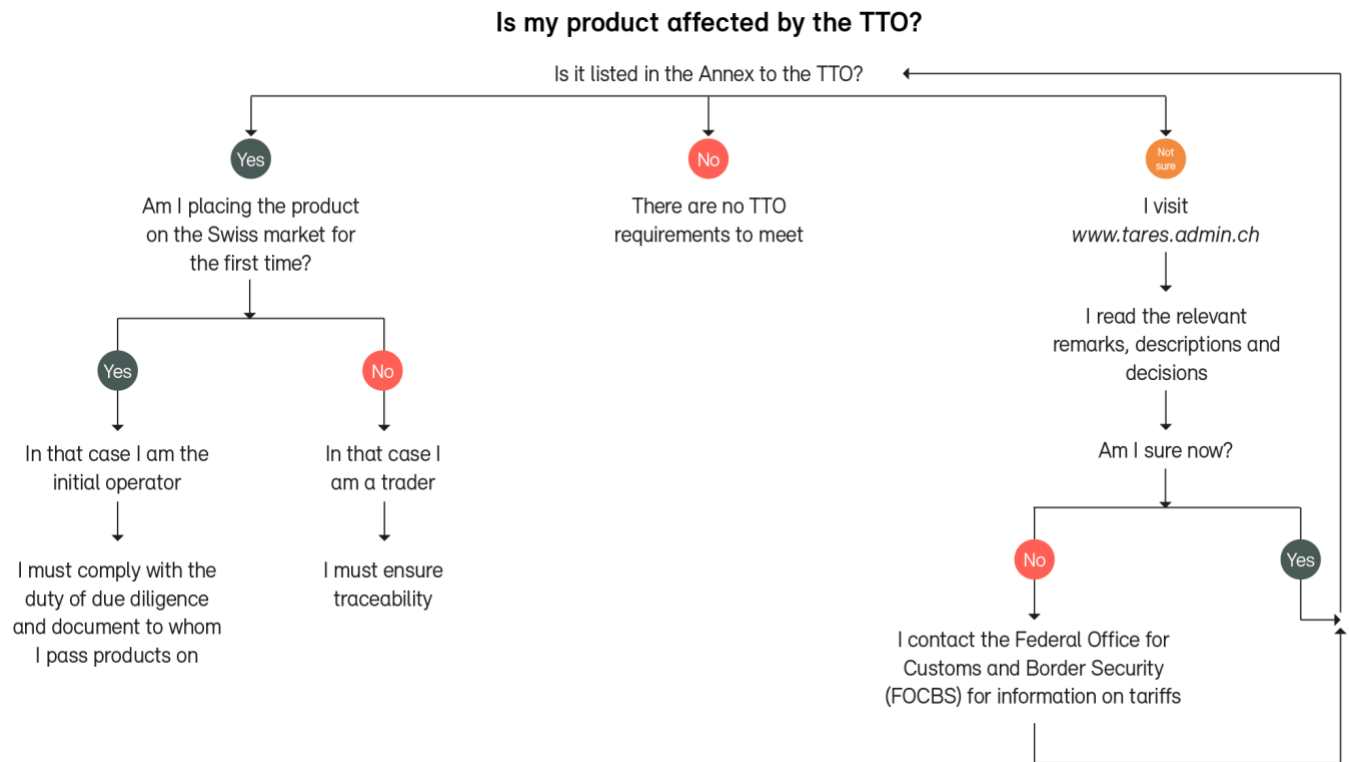 Is my product affected by the TTO?
Is it listed in the Annex to the TTO?
Yes
No
Not
sure
Am I placing the product
on the Swiss market for
the first time?
There are no TTO
requirements to meet
I visit
www.tares.admin.ch
I read the relevant
remarks, descriptions and
decisions
Am I sure now?
Yes
No
In that case I am the
initial operator
In that case I
am a trader
I must comply with the
duty of due diligence
and document to whom
I pass products on
I must ensure
traceability
No
Yes
I contact the Federal Office for
Customs and Border Security
(FOCBS) for information on tariffs